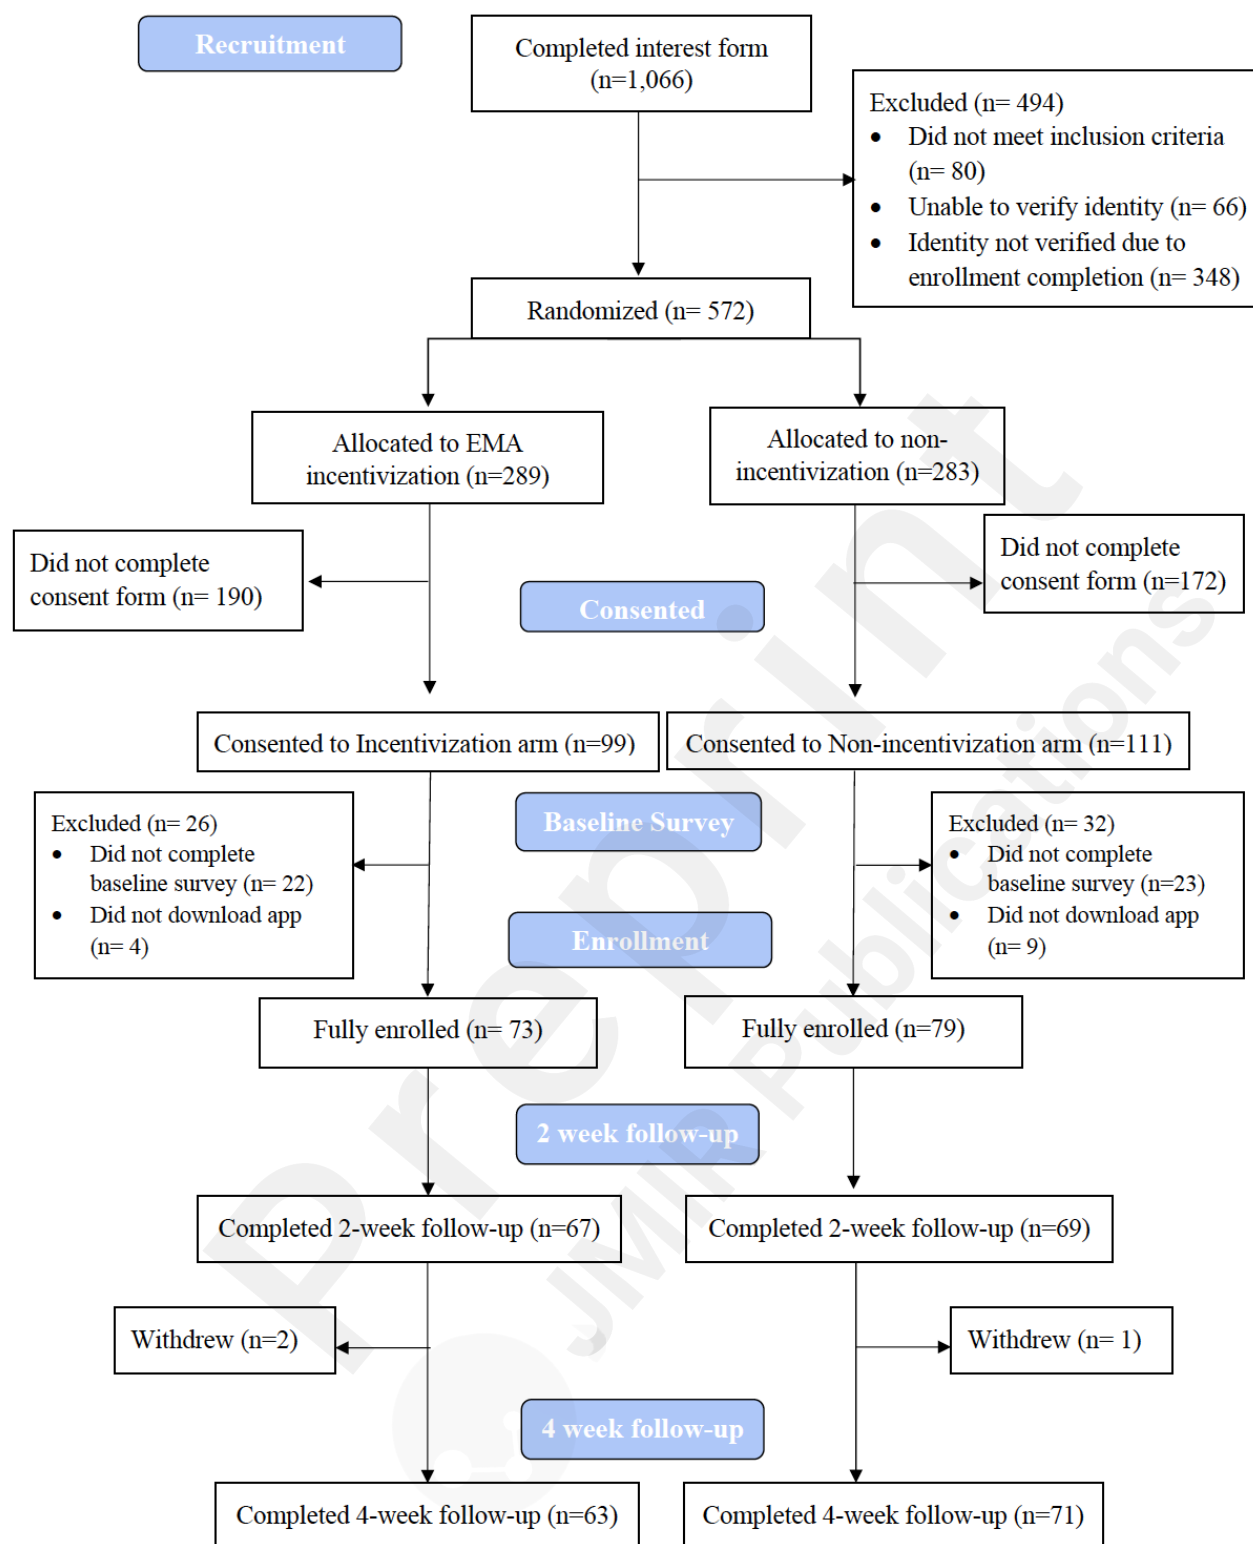 Recruitment
Completed interest form
(n=1,066)
Excluded (n= 494)
• Did not meet inclusion criteria
(n= 80)
• Unable to verify identity (n= 66)
• Identity not verified due to
enrollment completion (n= 348)
Randomized (n= 572)
Allocated to EMA
incentivization (n=289)
Allocated to non-
incentivization (n=283)
Did not complete
consent form (n= 190)
Did not complete
consent form (n=172)
Consented
Consented to Incentivization arm (n=99)
Consented to Non-incentivization arm (n=111)
Excluded (n= 26)
• Did not complete
baseline survey (n= 22)
• Did not download app
(n= 4)
Baseline Survey
Excluded (n= 32)
• Did not complete
baseline survey (n=23)
• Did not download app
(n= 9)
Enrollment
Fully enrolled (n= 73)
Fully enrolled (n=79)
2 week follow-up
Completed 2-week follow-up (n=67)
Completed 2-week follow-up (n=69)
Withdrew (n=2)
Withdrew (n= 1)
4 week follow-up
Completed 4-week follow-up (n=63)
Completed 4-week follow-up (n=71)
Preprint
JMIR Publications